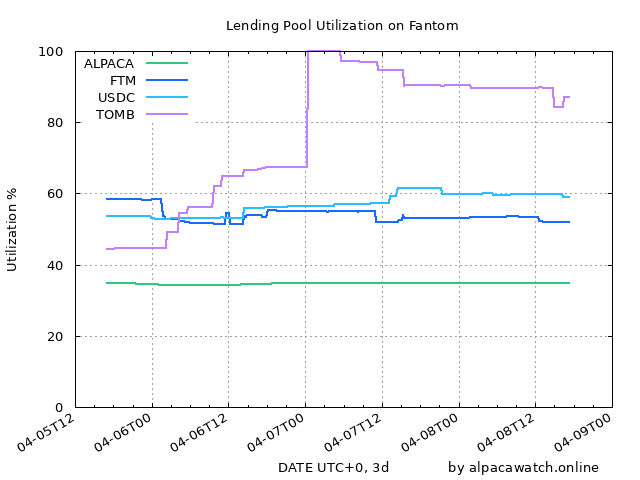 Lending Pool Utilization on Fantom
ALPACA
FTM
USDC
TOMB
Utilization %
100
80
60
40
20
0
04-05T12
04-06T00
04-06T12
04-07T00
04-07T12
04-08T00
04-08T12
04-09T00
DATE UTC+0, 3d
by alpacawatch.online